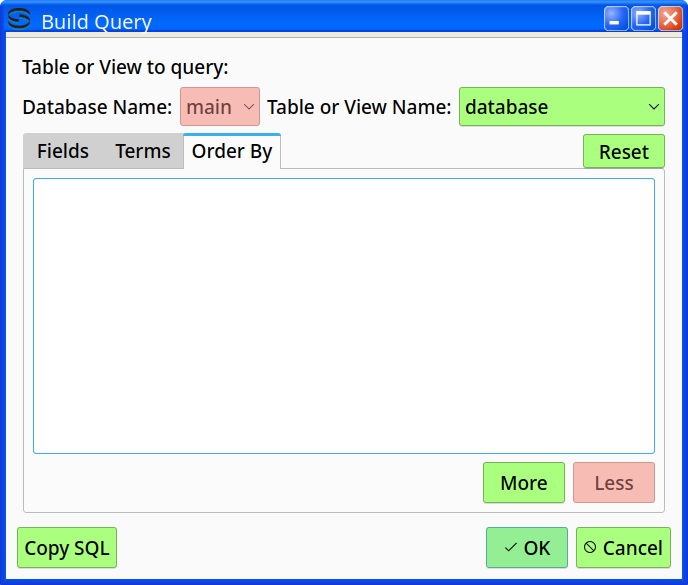 Build Query
Table or View to query:
Database Name: main Table or View Name: database
Fields Terms Order By Reset
More Less
Copy SQL OK Cancel